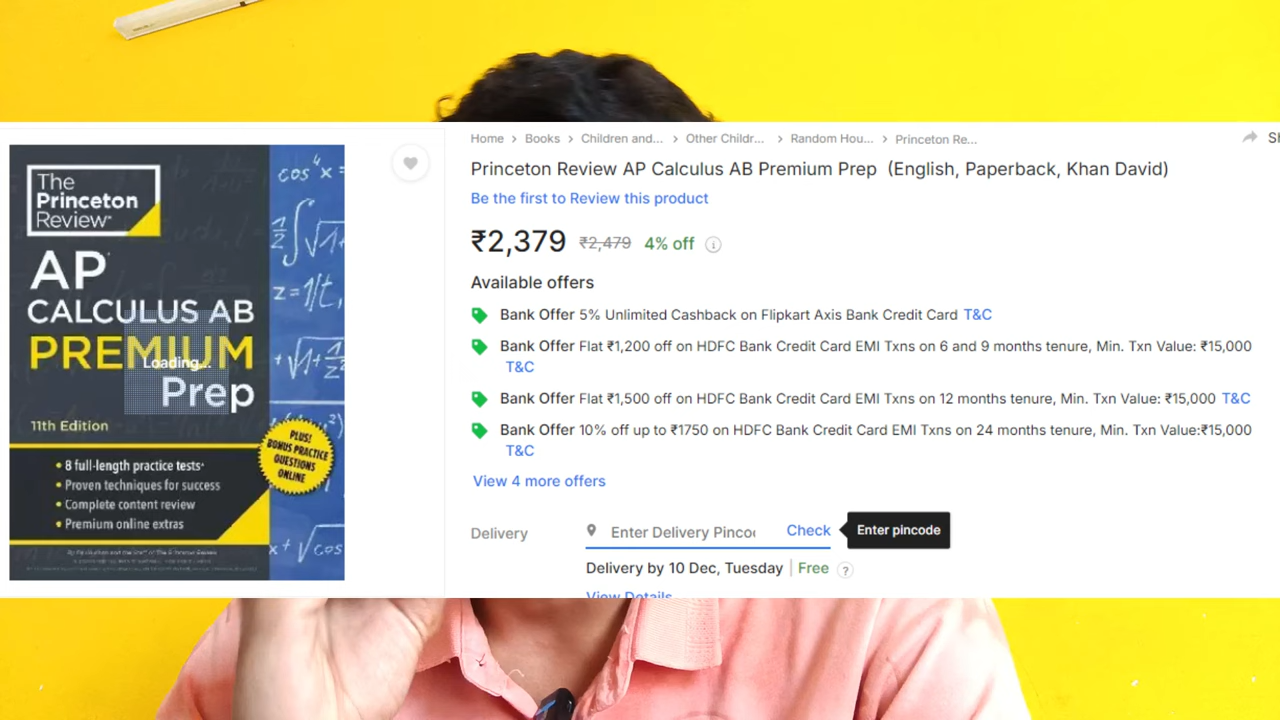 Home > Books > Children and... > Other Childr... > Random Hou... > Princeton Re...
Princeton Review AP Calculus AB Premium Prep (English, Paperback, Khan David)
Be the first to Review this product
₹2,379 ₹2,479 4% off
Available offers
Bank Offer 5% Unlimited Cashback on Flipkart Axis Bank Credit Card T&C
Bank Offer Flat ₹1,200 off on HDFC Bank Credit Card EMI Txns on 6 and 9 months tenure, Min. Txn Value: ₹15,000
T&C
Bank Offer Flat ₹1,500 off on HDFC Bank Credit Card EMI Txns on 12 months tenure, Min. Txn Value: ₹15,000 T&C
Bank Offer 10% off up to ₹1750 on HDFC Bank Credit Card EMI Txns on 24 months tenure, Min. Txn Value:₹15,000
T&C
View 4 more offers
Delivery Enter Delivery Pinco Check Enter pincode
Delivery by 10 Dec, Tuesday | Free ?
View Details
The
Princeton
Review
AP
CALCULUS AB
PREMIUM
Loading...
Prep
11th Edition
PLUS!
BONUS PRACTICE
QUESTIONS
ONLINE
• 8 full-length practice tests*
• Proven techniques for success
• Complete content review
• Premium online extras